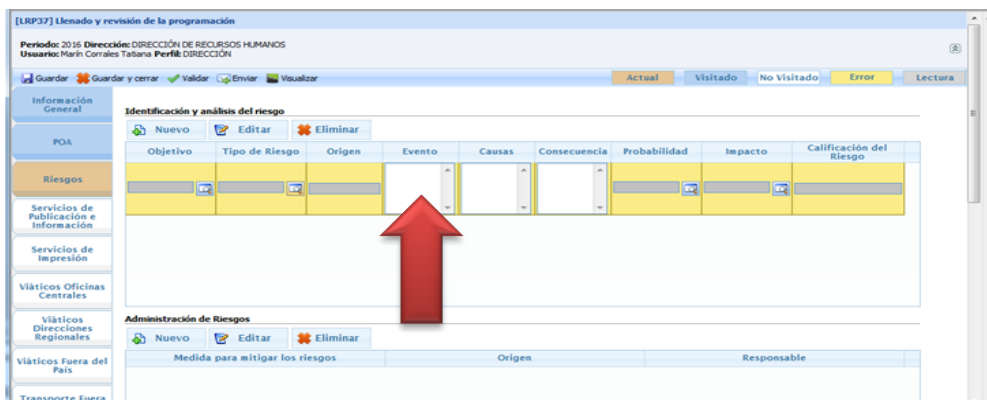 [LRP37] Llenado y revisión de la programación
Periodo: 2016 Dirección: DIRECCIÓN DE RECURSOS HUMANOS
Usuario: Marín Corrales Tatiana Perfil: DIRECCIÓN
Guardar Guardar y cerrar Validar Enviar Visualizar Actual Visitado No Visitado Error Lectura
Información
General
POA
Riesgos
Servicios de
Publicación e
Información
Servicios de
Impresión
Viáticos Oficinas
Centrales
Viáticos
Direcciones
Regionales
Viáticos Fuera del
País
Transporte Fuera
Identificación y análisis del riesgo
Nuevo Editar Eliminar
Objetivo Tipo de Riesgo Origen Evento Causas Consecuencia Probabilidad Impacto Calificación del
Riesgo
Administración de Riesgos
Nuevo Editar Eliminar
Medida para mitigar los riesgos Origen Responsable